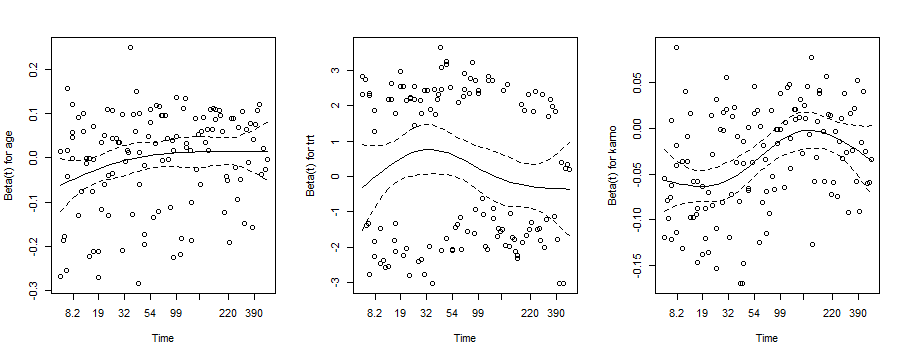 Beta(t) for age
0.2
0.1
0.0
-0.1
-0.2
-0.3
8.2 19 32 54 99 220 390
Time
Beta(t) for trt
3
2
1
0
-1
-2
-3
8.2 19 32 54 99 220 390
Time
Beta(t) for karno
0.05
0.00
-0.05
-0.10
-0.15
8.2 19 32 54 99 220 390
Time